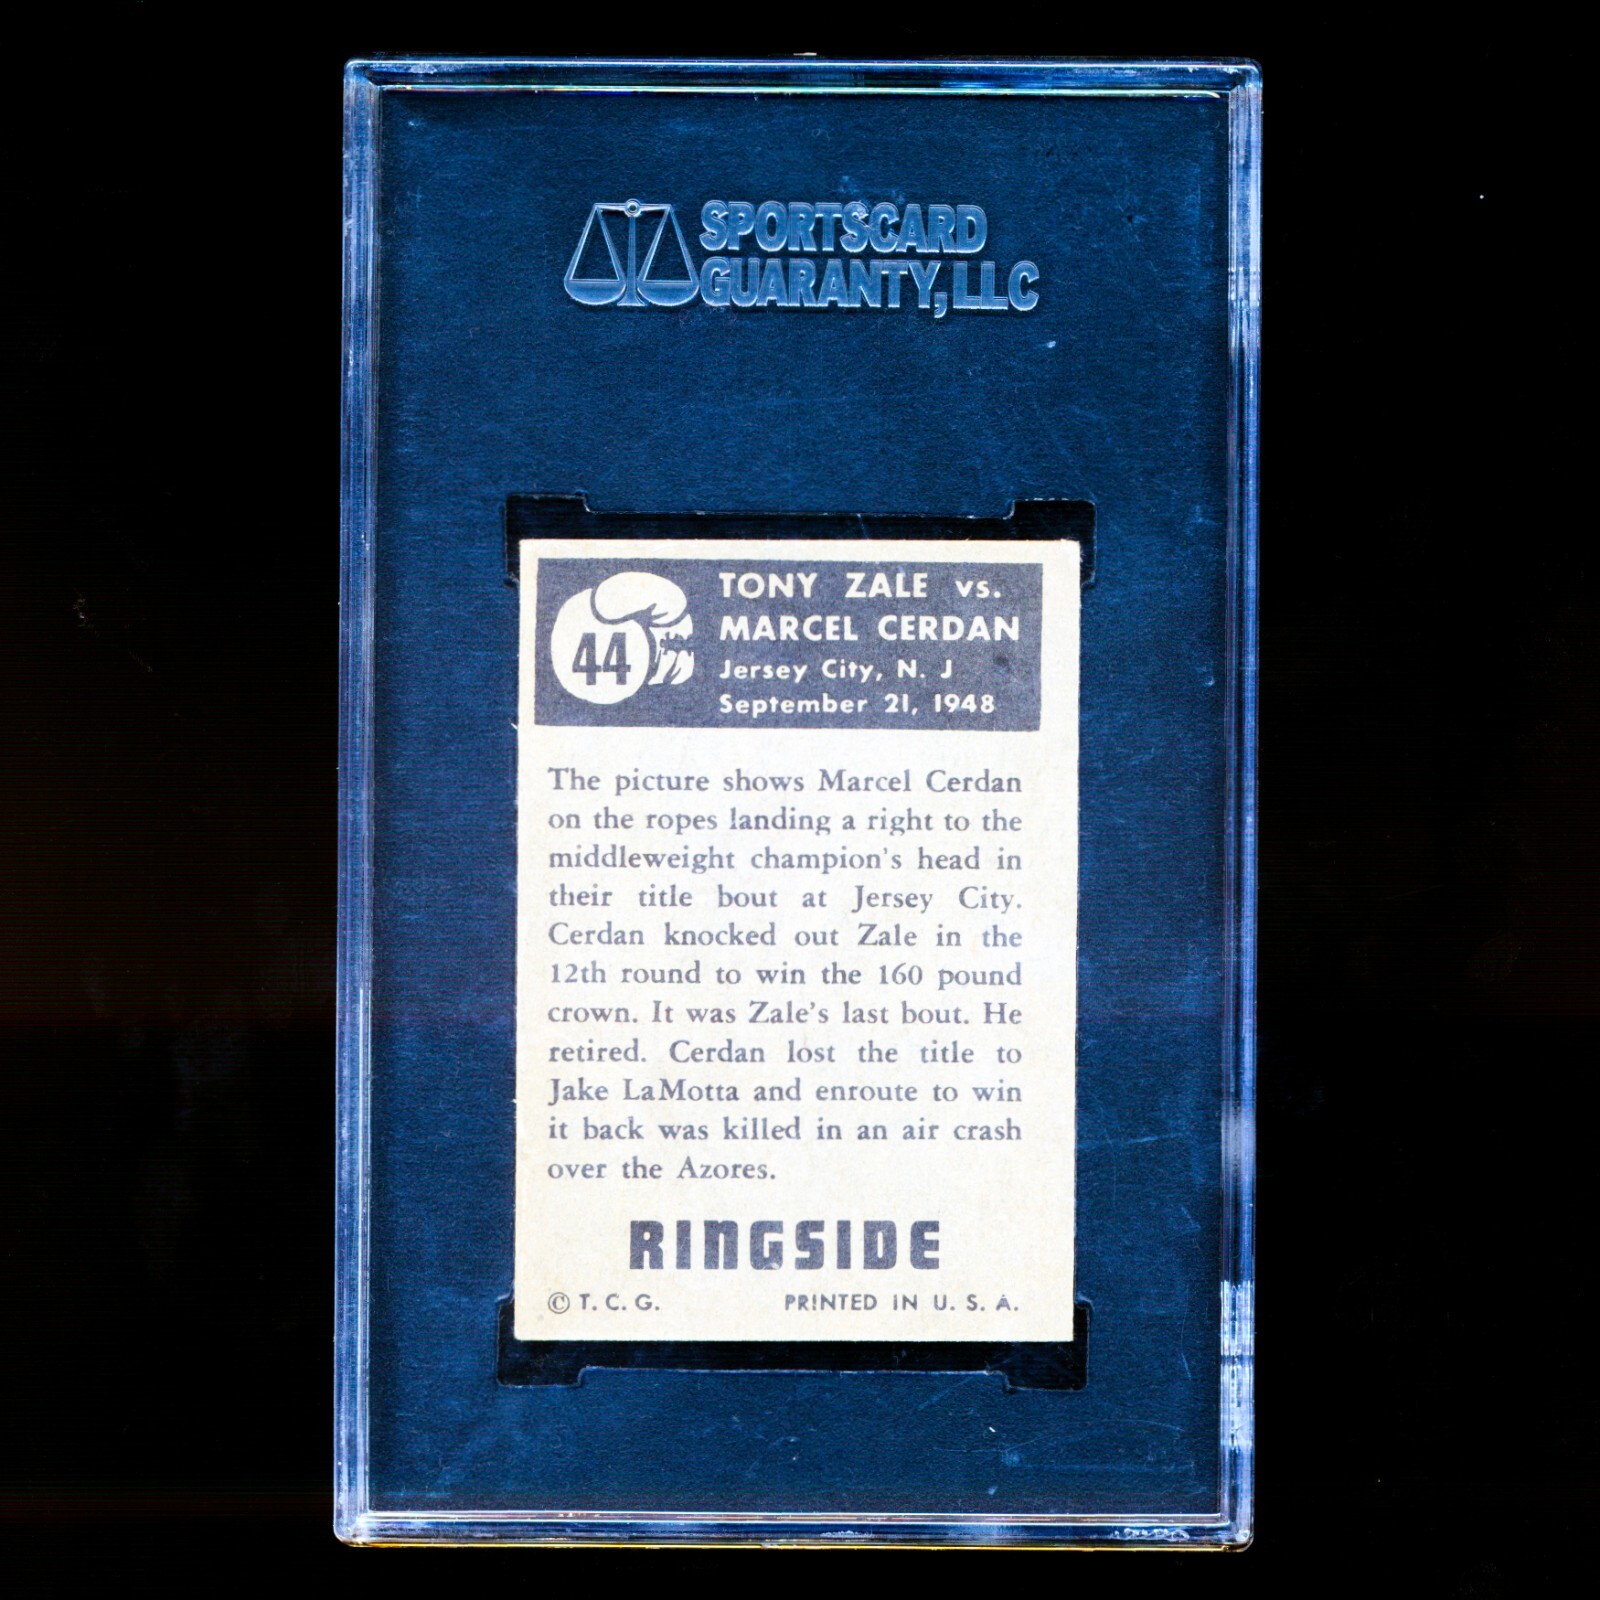 SPORTSCARD
GUARANTY, LLC
44
TONY ZALE vs.
MARCEL CERDAN
Jersey City, N. J
September 21, 1948
The picture shows Marcel Cerdan
on the ropes landing a right to the
middleweight champion's head in
their title bout at Jersey City.
Cerdan knocked out Zale in the
12th round to win the 160 pound
crown. It was Zale's last bout. He
retired. Cerdan lost the title to
Jake LaMotta and enroute to win
it back was killed in an air crash
over the Azores.
RINGSIDE
© T. C. G. PRINTED IN U. S. A.